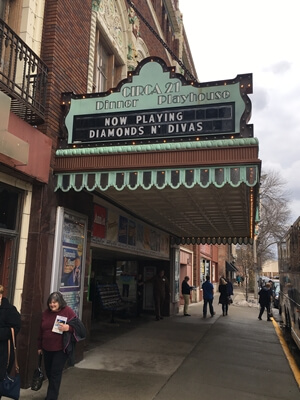 CIRCA 21
Dinner Playhouse
NOW PLAYING
DIAMONDS N' DIVAS